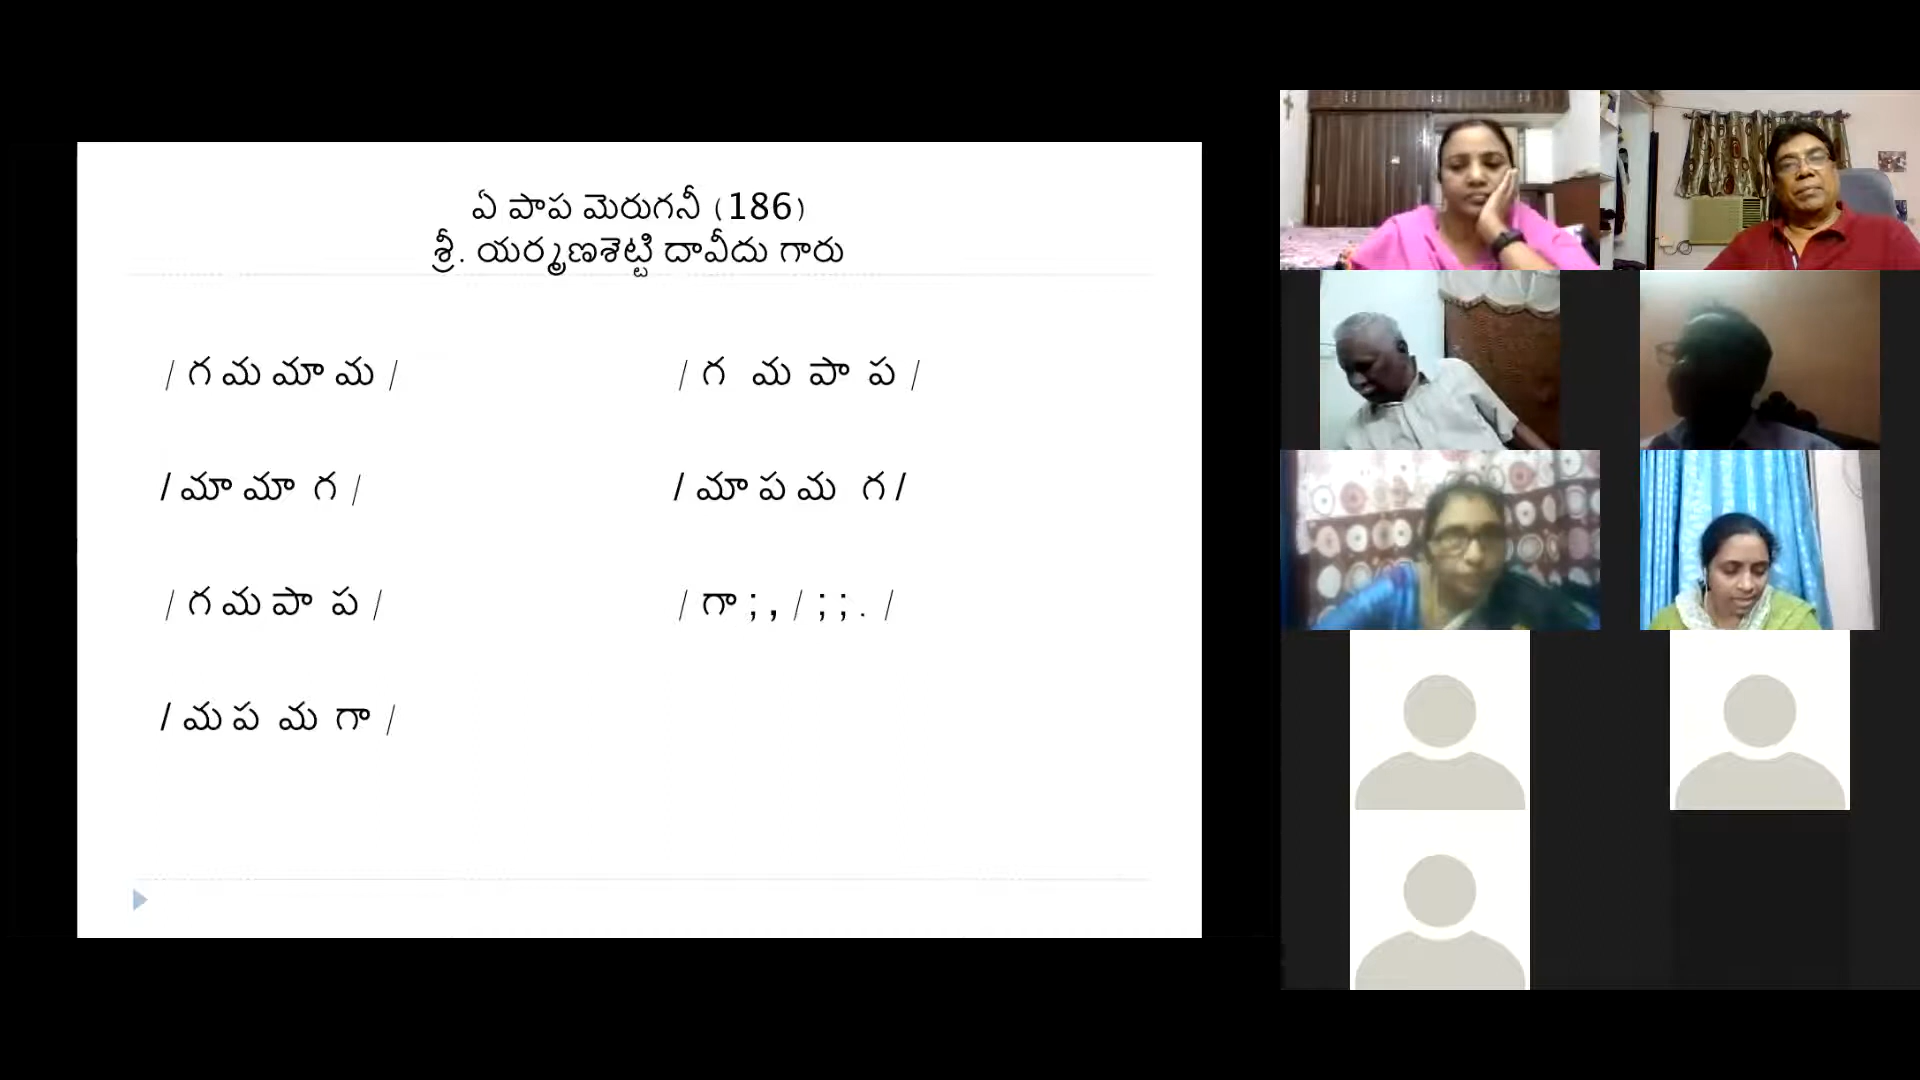 ఏ పాప మెరుగనీ (186)
శ్రీ. యర్మణశెట్టి దావీదు గారు
/ గ మ మా మ /
/ మా మా గ /
/ గ మ పా ప /
/ మ ప మ గా /
/ గ మ పా ప /
/ మా ప మ గ /
/ గా ; , / ; ; . /